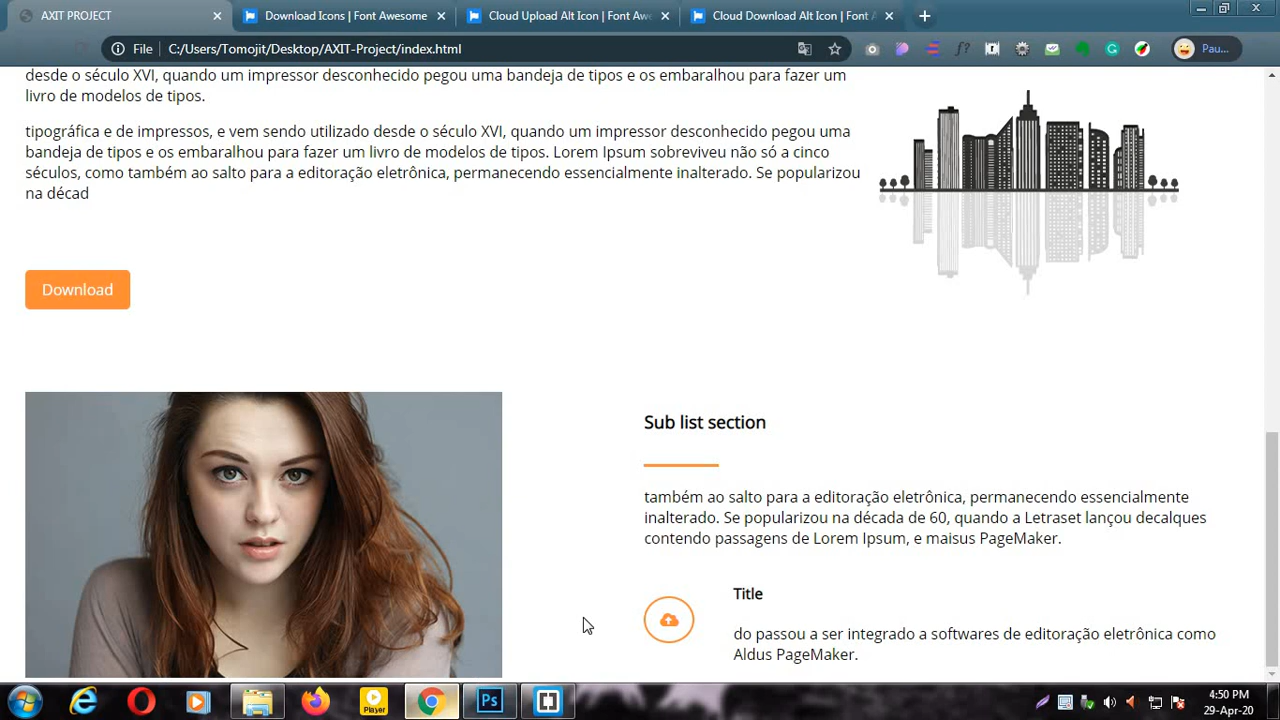 AXIT PROJECT
Download Icons | Font Awesome
Cloud Upload Alt Icon | Font Awe
Cloud Download Alt Icon | Font A
File
C:/Users/Tomojit/Desktop/AXIT-Project/index.html
Pau...
desde o século XVI, quando um impressor desconhecido pegou uma bandeja de tipos e os embaralhou para fazer um
livro de modelos de tipos.
tipográfica e de impressos, e vem sendo utilizado desde o século XVI, quando um impressor desconhecido pegou uma
bandeja de tipos e os embaralhou para fazer um livro de modelos de tipos. Lorem Ipsum sobreviveu não só a cinco
séculos, como também ao salto para a editoração eletrônica, permanecendo essencialmente inalterado. Se popularizou
na décad
Download
Sub list section
também ao salto para a editoração eletrônica, permanecendo essencialmente
inalterado. Se popularizou na década de 60, quando a Letraset lançou decalques
contendo passagens de Lorem Ipsum, e maisus PageMaker.
Title
do passou a ser integrado a softwares de editoração eletrônica como
Aldus PageMaker.
Player
Ps
4:50 PM
29-Apr-20